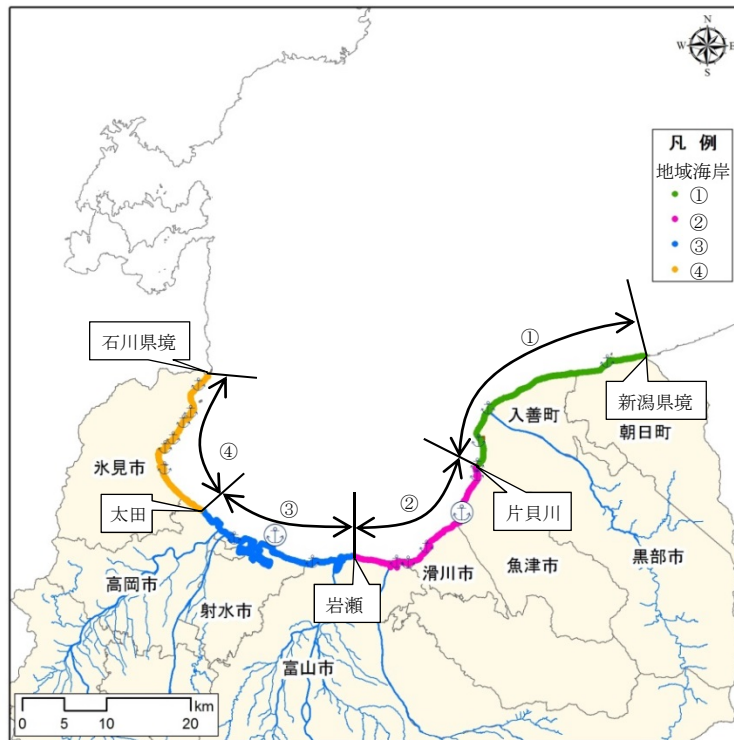 N
W
E
S
凡 例
地域海岸
①
②
③
④
①
石川県境
新潟県境
入善町
朝日町
氷見市
④
太田
③
②
片貝川
黒部市
魚津市
滑川市
高岡市
射水市
岩瀬
富山市
km
0 5 10 20